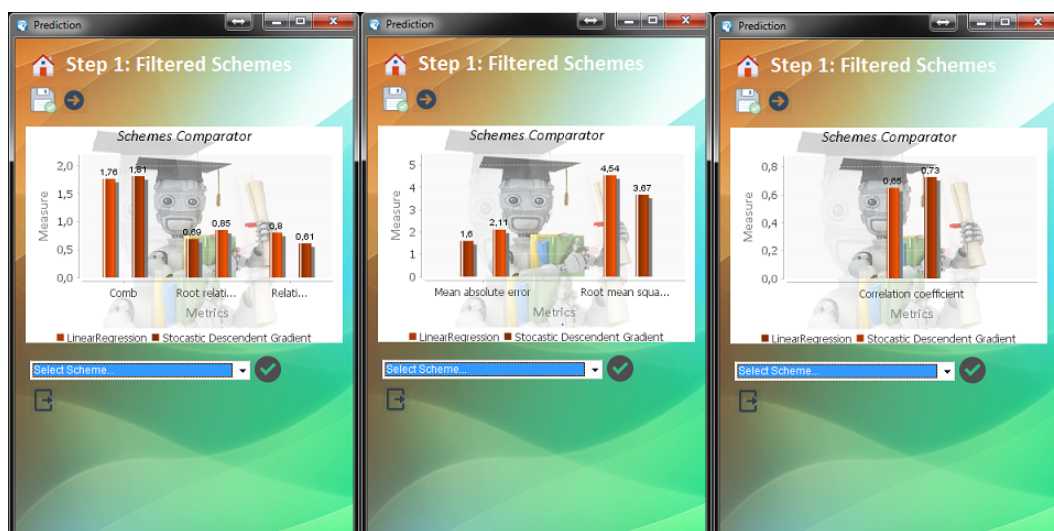 Prediction
Step 1: Filtered Schemes
Schemes Comparator
2,0
1,5
1,0
0,5
0,0
Measure
1,76
1,81
0,69
0,85
0,8
0,61
Comb
Root relati...
Relati...
Metrics
LinearRegression
Stocastic Descendent Gradient
Select Scheme...
Prediction
Step 1: Filtered Schemes
Schemes Comparator
5
4
3
2
1
0
Measure
1,6
2,11
4,54
3,67
Mean absolute error
Root mean squa...
Metrics
LinearRegression
Stocastic Descendent Gradient
Select Scheme...
Prediction
Step 1: Filtered Schemes
Schemes Comparator
0,8
0,6
0,4
0,2
0,0
Measure
0,65
0,73
Correlation coefficient
Metrics
LinearRegression
Stocastic Descendent Gradient
Select Scheme...